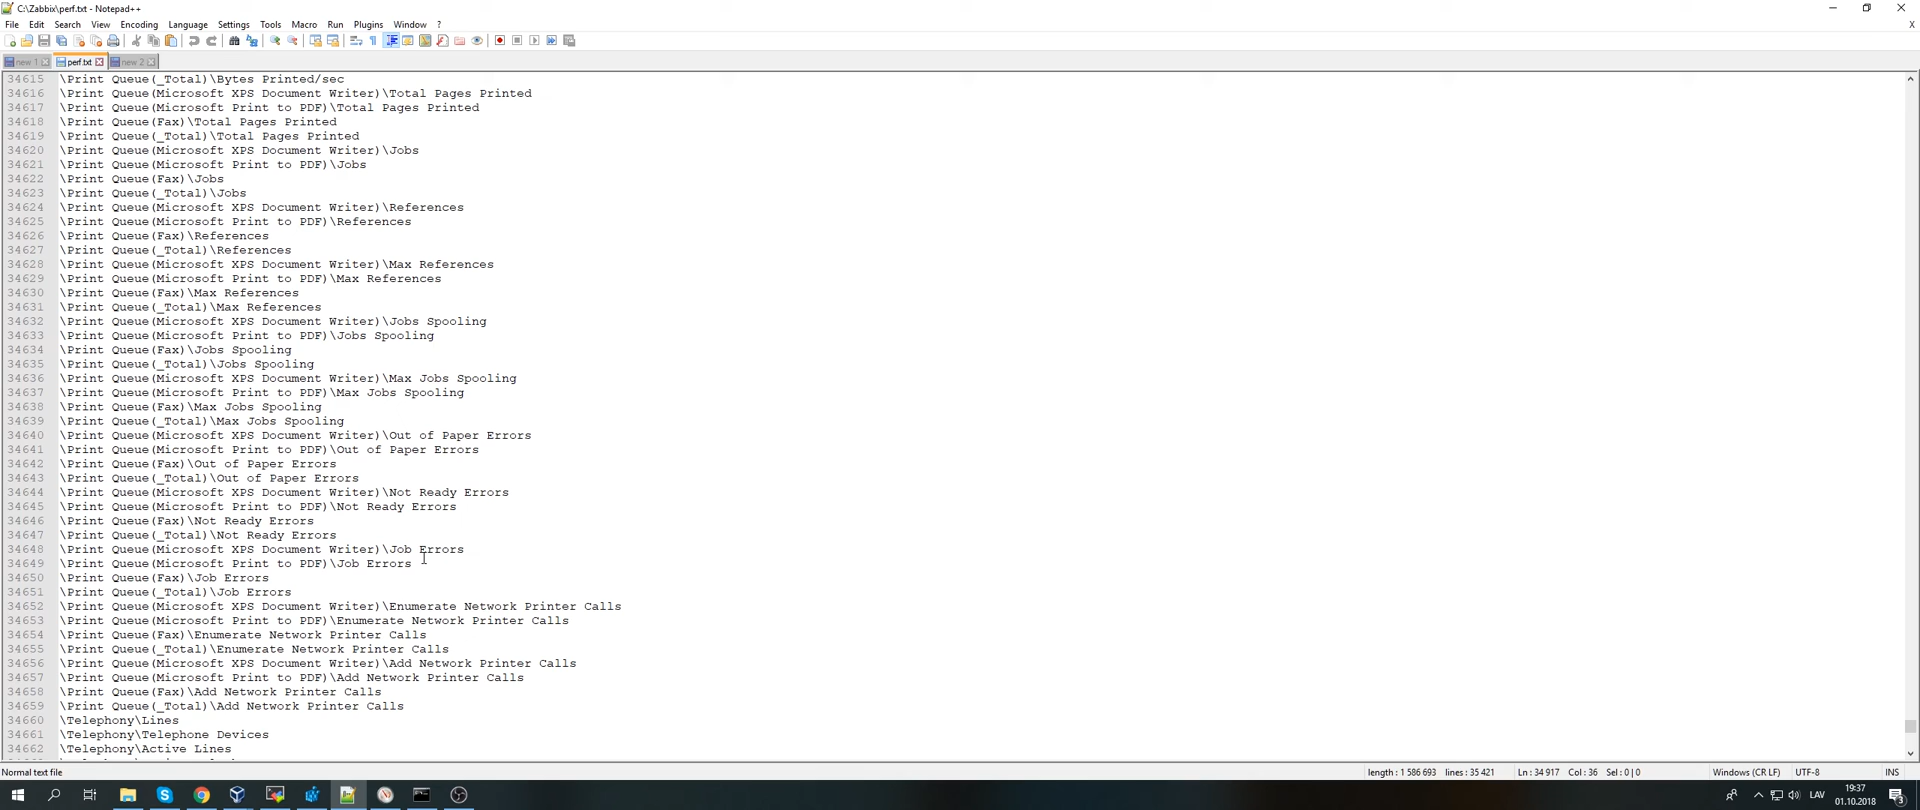 C:\Zabbix\perf.txt - Notepad++
File Edit Search View Encoding Language Settings Tools Macro Run Plugins Window ? X
new 1 perf.txt new 2
34615 \Print Queue(_Total)\Bytes Printed/sec
34616 \Print Queue(Microsoft XPS Document Writer)\Total Pages Printed
34617 \Print Queue(Microsoft Print to PDF)\Total Pages Printed
34618 \Print Queue(Fax)\Total Pages Printed
34619 \Print Queue(_Total)\Total Pages Printed
34620 \Print Queue(Microsoft XPS Document Writer)\Jobs
34621 \Print Queue(Microsoft Print to PDF)\Jobs
34622 \Print Queue(Fax)\Jobs
34623 \Print Queue(_Total)\Jobs
34624 \Print Queue(Microsoft XPS Document Writer)\References
34625 \Print Queue(Microsoft Print to PDF)\References
34626 \Print Queue(Fax)\References
34627 \Print Queue(_Total)\References
34628 \Print Queue(Microsoft XPS Document Writer)\Max References
34629 \Print Queue(Microsoft Print to PDF)\Max References
34630 \Print Queue(Fax)\Max References
34631 \Print Queue(_Total)\Max References
34632 \Print Queue(Microsoft XPS Document Writer)\Jobs Spooling
34633 \Print Queue(Microsoft Print to PDF)\Jobs Spooling
34634 \Print Queue(Fax)\Jobs Spooling
34635 \Print Queue(_Total)\Jobs Spooling
34636 \Print Queue(Microsoft XPS Document Writer)\Max Jobs Spooling
34637 \Print Queue(Microsoft Print to PDF)\Max Jobs Spooling
34638 \Print Queue(Fax)\Max Jobs Spooling
34639 \Print Queue(_Total)\Max Jobs Spooling
34640 \Print Queue(Microsoft XPS Document Writer)\Out of Paper Errors
34641 \Print Queue(Microsoft Print to PDF)\Out of Paper Errors
34642 \Print Queue(Fax)\Out of Paper Errors
34643 \Print Queue(_Total)\Out of Paper Errors
34644 \Print Queue(Microsoft XPS Document Writer)\Not Ready Errors
34645 \Print Queue(Microsoft Print to PDF)\Not Ready Errors
34646 \Print Queue(Fax)\Not Ready Errors
34647 \Print Queue(_Total)\Not Ready Errors
34648 \Print Queue(Microsoft XPS Document Writer)\Job Errors
34649 \Print Queue(Microsoft Print to PDF)\Job Errors
34650 \Print Queue(Fax)\Job Errors
34651 \Print Queue(_Total)\Job Errors
34652 \Print Queue(Microsoft XPS Document Writer)\Enumerate Network Printer Calls
34653 \Print Queue(Microsoft Print to PDF)\Enumerate Network Printer Calls
34654 \Print Queue(Fax)\Enumerate Network Printer Calls
34655 \Print Queue(_Total)\Enumerate Network Printer Calls
34656 \Print Queue(Microsoft XPS Document Writer)\Add Network Printer Calls
34657 \Print Queue(Microsoft Print to PDF)\Add Network Printer Calls
34658 \Print Queue(Fax)\Add Network Printer Calls
34659 \Print Queue(_Total)\Add Network Printer Calls
34660 \Telephony\Lines
34661 \Telephony\Telephone Devices
34662 \Telephony\Active Lines
Normal text file length : 1 586 693 lines : 35 421 Ln : 34 917 Col : 36 Sel : 0 | 0 Windows (CR LF) UTF-8 INS
LAV 19:37
01.10.2018 3